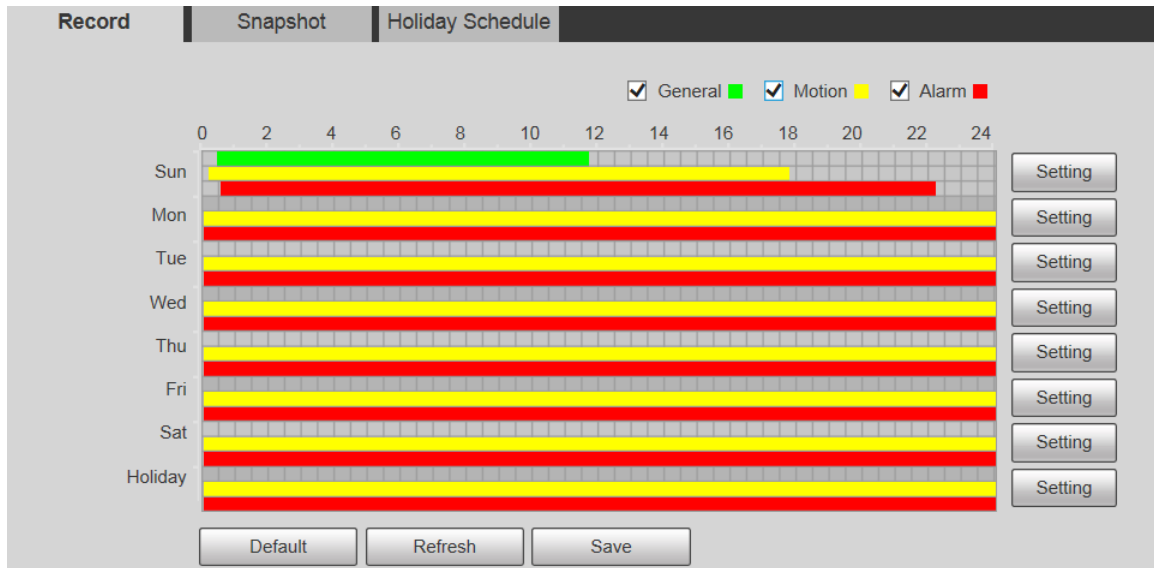 Record Snapshot Holiday Schedule
General Motion Alarm
0 2 4 6 8 10 12 14 16 18 20 22 24
Sun Setting
Mon Setting
Tue Setting
Wed Setting
Thu Setting
Fri Setting
Sat Setting
Holiday Setting
Default Refresh Save